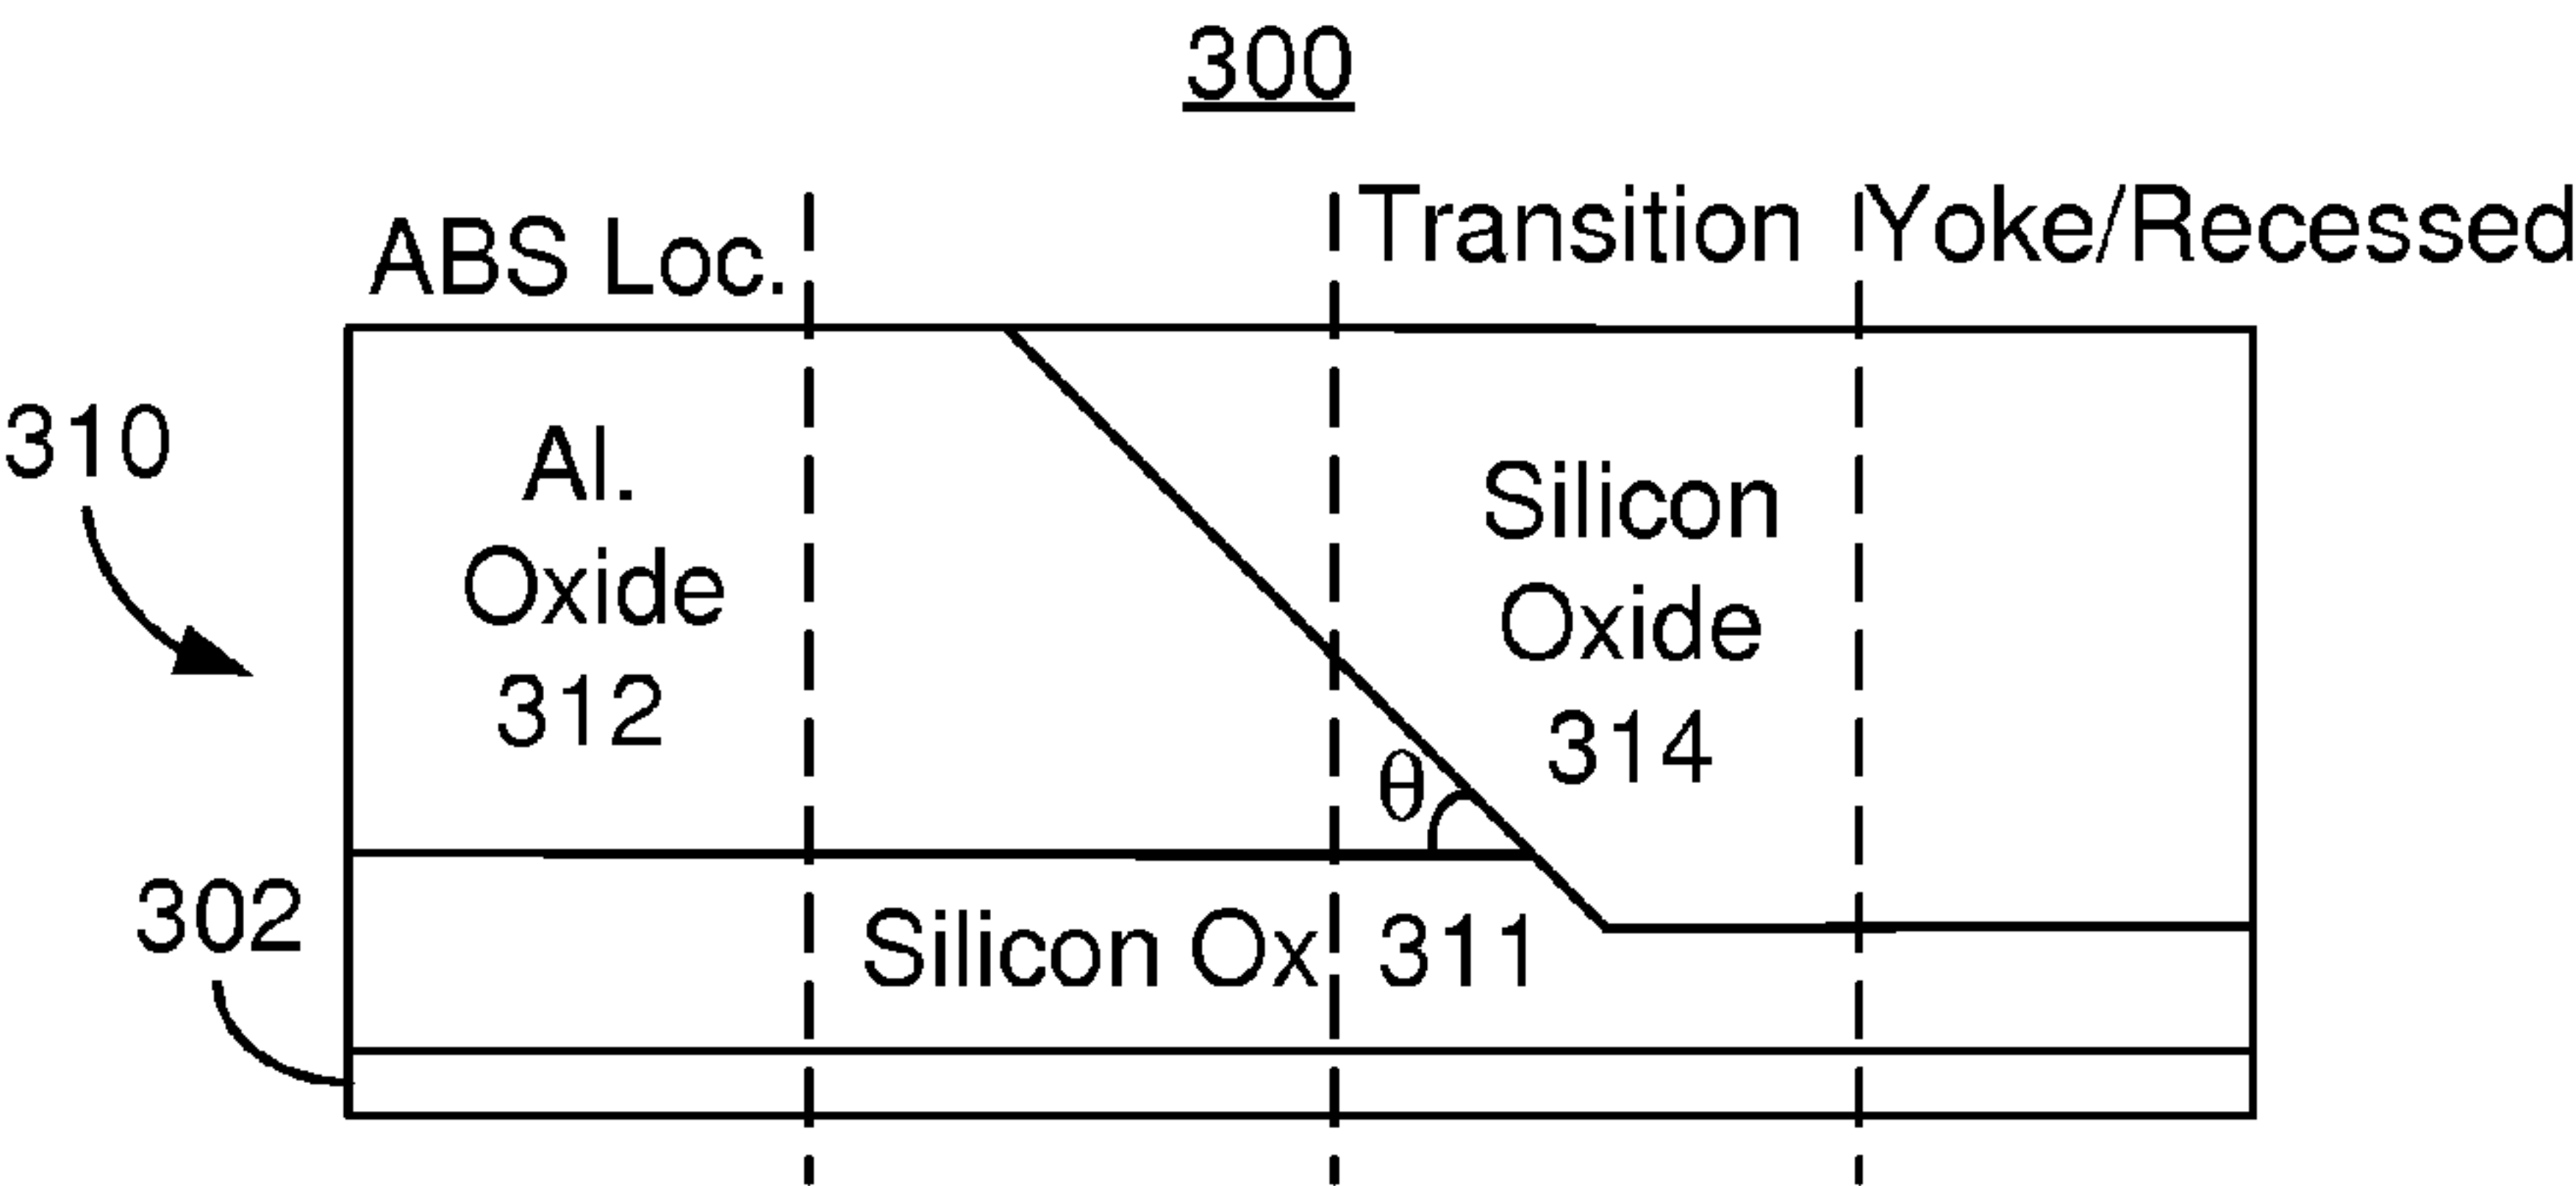 300
ABS Loc.
Transition
Yoke/Recessed
310
Al.
Oxide
312
Silicon
Oxide
314
θ
302
Silicon Ox 311